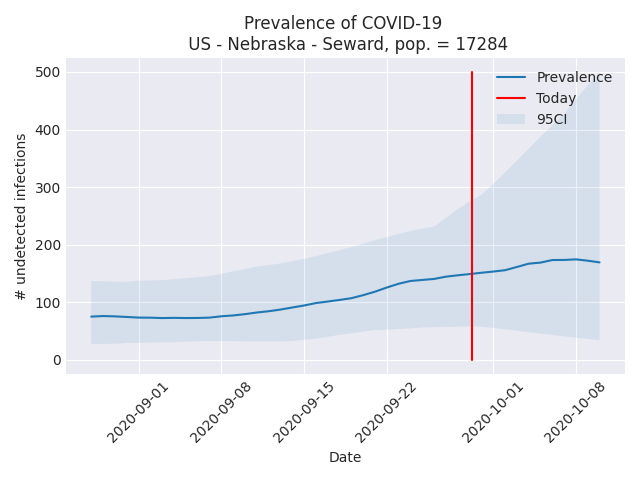 Prevalence of COVID-19
US - Nebraska - Seward, pop. = 17284
# undetected infections
500
400
300
200
100
0
Prevalence
Today
95CI
2020-09-01
2020-09-08
2020-09-15
2020-09-22
2020-10-01
2020-10-08
Date